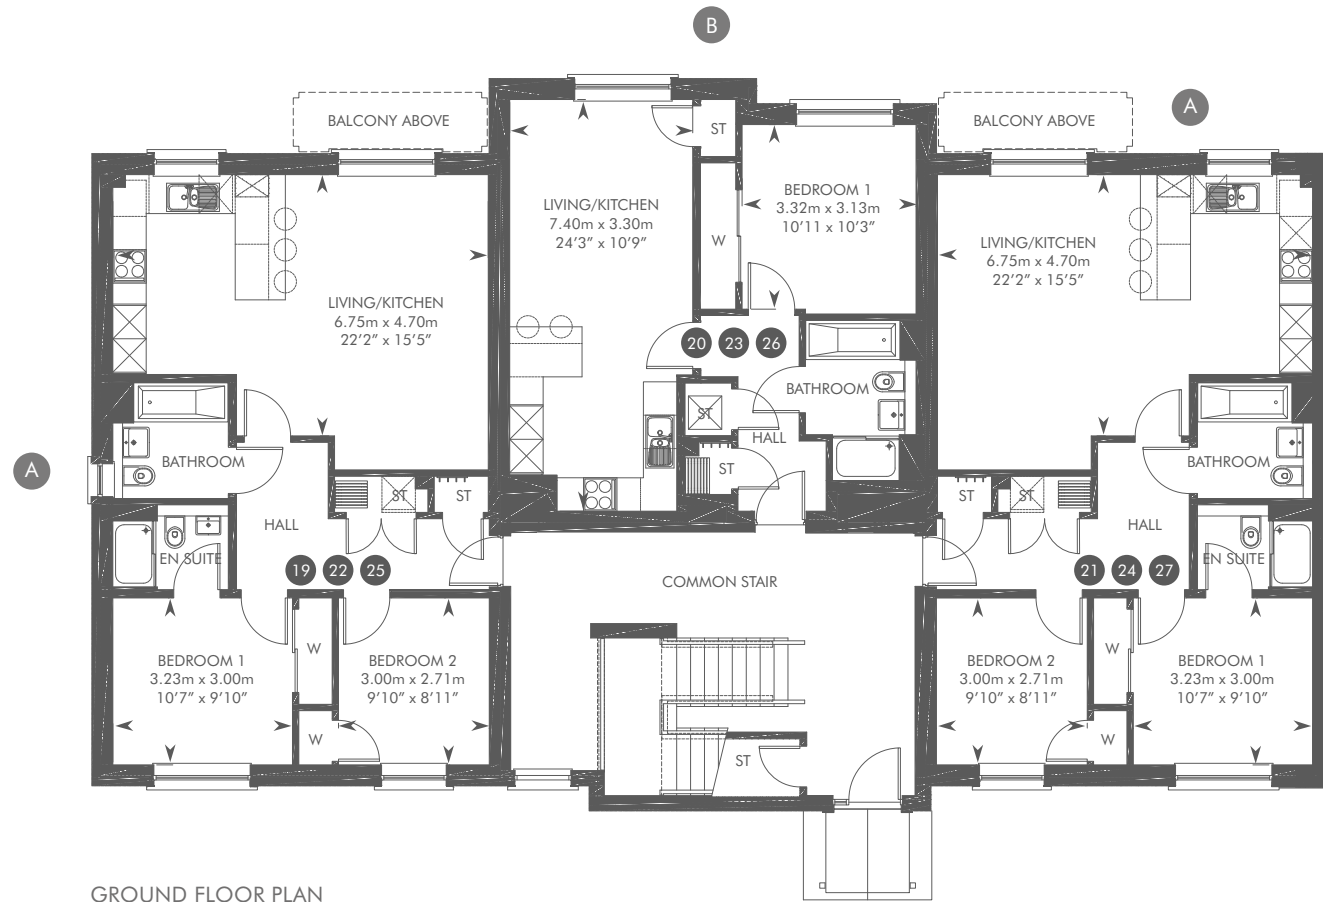 B
A
BALCONY ABOVE
BALCONY ABOVE
ST
LIVING/KITCHEN
7.40m x 3.30m
24’3” x 10’9”
BEDROOM 1
3.32m x 3.13m
10’11 x 10’3”
W
LIVING/KITCHEN
6.75m x 4.70m
22’2” x 15’5”
LIVING/KITCHEN
6.75m x 4.70m
22’2” x 15’5”
20 23 26
BATHROOM
ST
HALL
ST
A
BATHROOM
BATHROOM
ST
ST
ST
ST
HALL
HALL
EN SUITE
EN SUITE
19 22 25
21 24 27
COMMON STAIR
BEDROOM 1
3.23m x 3.00m
10’7” x 9’10”
W
BEDROOM 2
3.00m x 2.71m
9’10” x 8’11”
W
BEDROOM 2
3.00m x 2.71m
9’10” x 8’11”
W
BEDROOM 1
3.23m x 3.00m
10’7” x 9’10”
W
ST
GROUND FLOOR PLAN